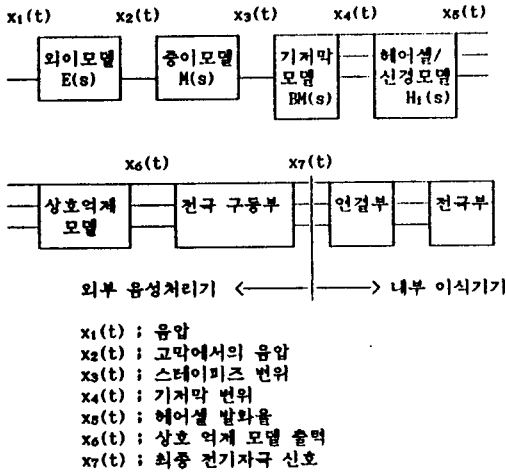 x₁(t) x₂(t) x₃(t) x₄(t) x₅(t)
외이모델
E(s)
중이모델
M(s)
기저막
모델
BM(s)
헤어셀/
신경모델
H₁(s)
x₆(t) x₇(t)
상호억제
모델
전극 구동부
연결부
전극부
외부 음성처리기 <─── ───> 내부 이식기기
x₁(t) ; 음압
x₂(t) ; 고막에서의 음압
x₃(t) ; 스테이피즈 변위
x₄(t) ; 기저막 변위
x₅(t) ; 헤어셀 발화율
x₆(t) ; 상호 억제 모델 출력
x₇(t) ; 최종 전기자극 신호